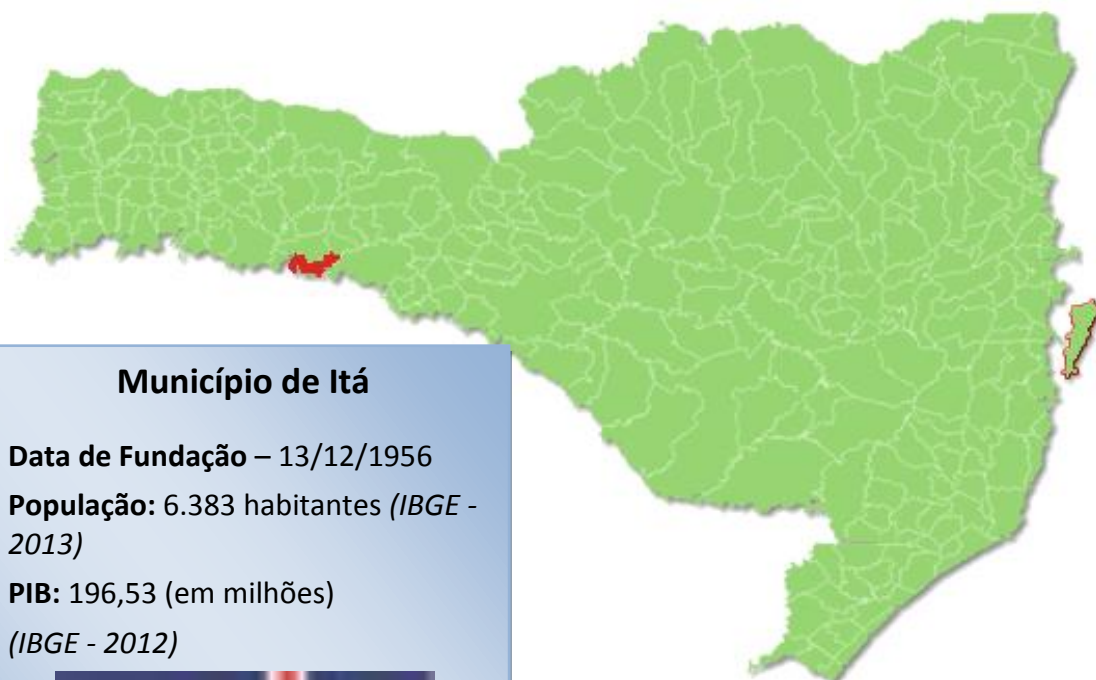 Município de Itá
Data de Fundação – 13/12/1956
População: 6.383 habitantes (IBGE -
2013)
PIB: 196,53 (em milhões)
(IBGE - 2012)